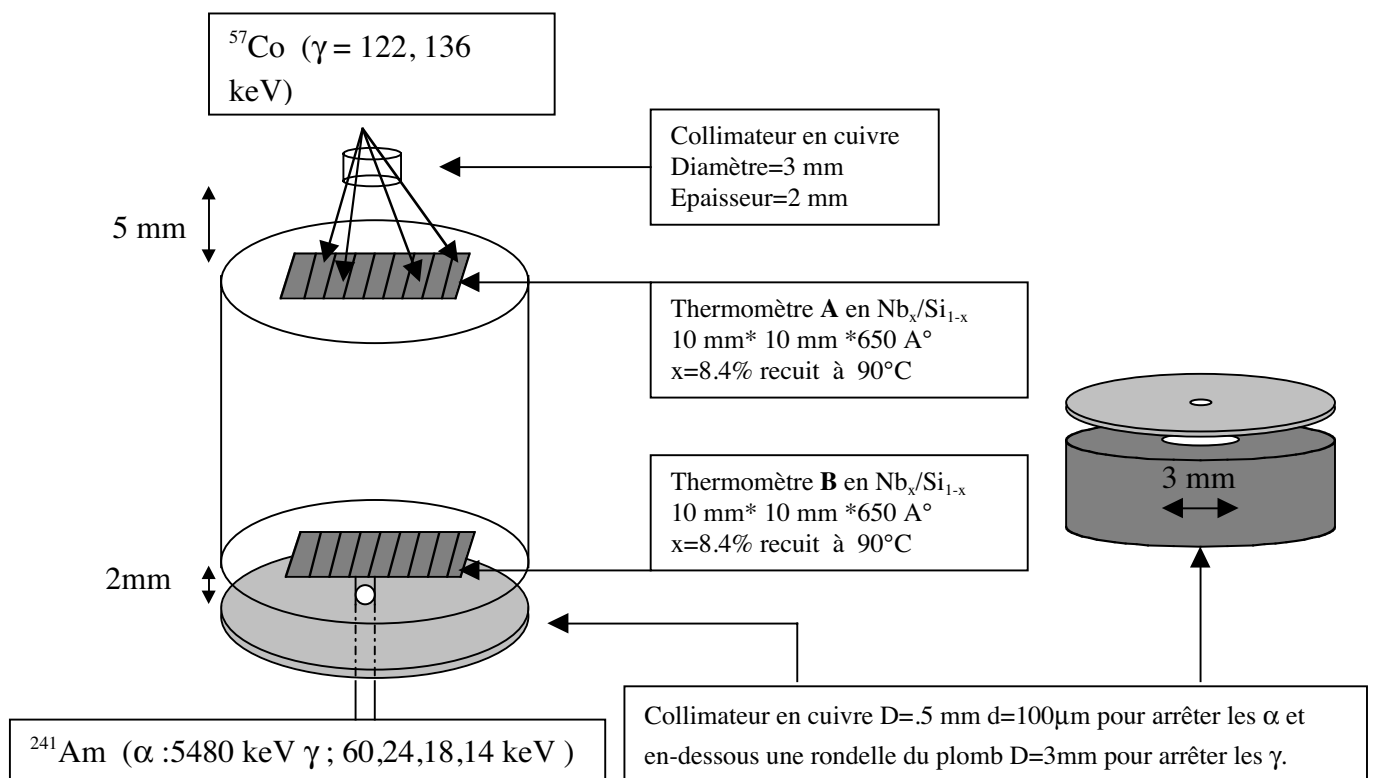 ⁵⁷Co (γ = 122, 136
keV)
Collimateur en cuivre
Diamètre=3 mm
Epaisseur=2 mm
5 mm
Thermomètre A en Nbₓ/Si₁₋ₓ
10 mm* 10 mm *650 A°
x=8.4% recuit à 90°C
Thermomètre B en Nbₓ/Si₁₋ₓ
10 mm* 10 mm *650 A°
x=8.4% recuit à 90°C
3 mm
2mm
²⁴¹Am (α :5480 keV γ ; 60,24,18,14 keV )
Collimateur en cuivre D=.5 mm d=100µm pour arrêter les α et
en-dessous une rondelle du plomb D=3mm pour arrêter les γ.